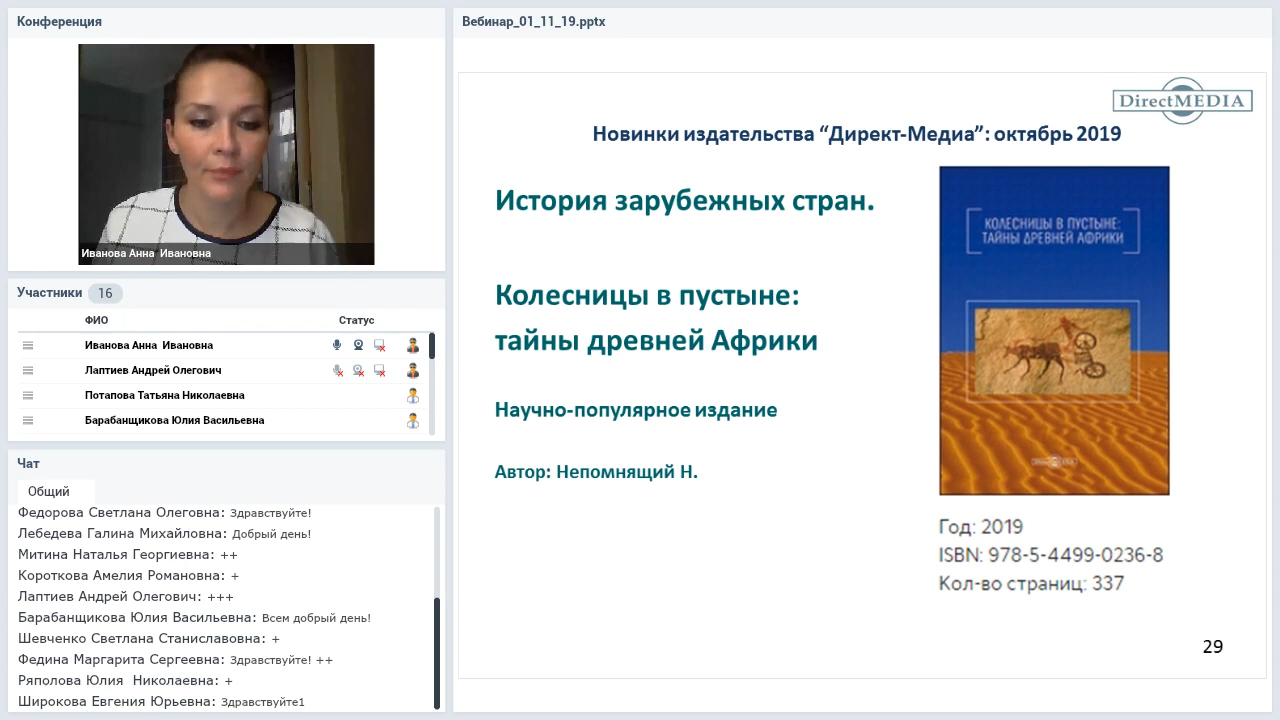 Конференция
Иванова Анна Ивановна
Участники 16
ФИО Статус
Иванова Анна Ивановна
Лаптиев Андрей Олегович
Потапова Татьяна Николаевна
Барабанщикова Юлия Васильевна
Чат
Общий
Федорова Светлана Олеговна: Здравствуйте!
Лебедева Галина Михайловна: Добрый день!
Митина Наталья Георгиевна: ++
Короткова Амелия Романовна: +
Лаптиев Андрей Олегович: +++
Барабанщикова Юлия Васильевна: Всем добрый день!
Шевченко Светлана Станиславовна: +
Федина Маргарита Сергеевна: Здравствуйте! ++
Ряполова Юлия Николаевна: +
Широкова Евгения Юрьевна: Здравствуйте1
Вебинар_01_11_19.pptx
DirectMEDIA
Новинки издательства “Директ-Медиа”: октябрь 2019
История зарубежных стран.
Колесницы в пустыне:
тайны древней Африки
Научно-популярное издание
Автор: Непомнящий Н.
КОЛЕСНИЦЫ В ПУСТЫНЕ:
ТАЙНЫ ДРЕВНЕЙ АФРИКИ
Год: 2019
ISBN: 978-5-4499-0236-8
Кол-во страниц: 337
29